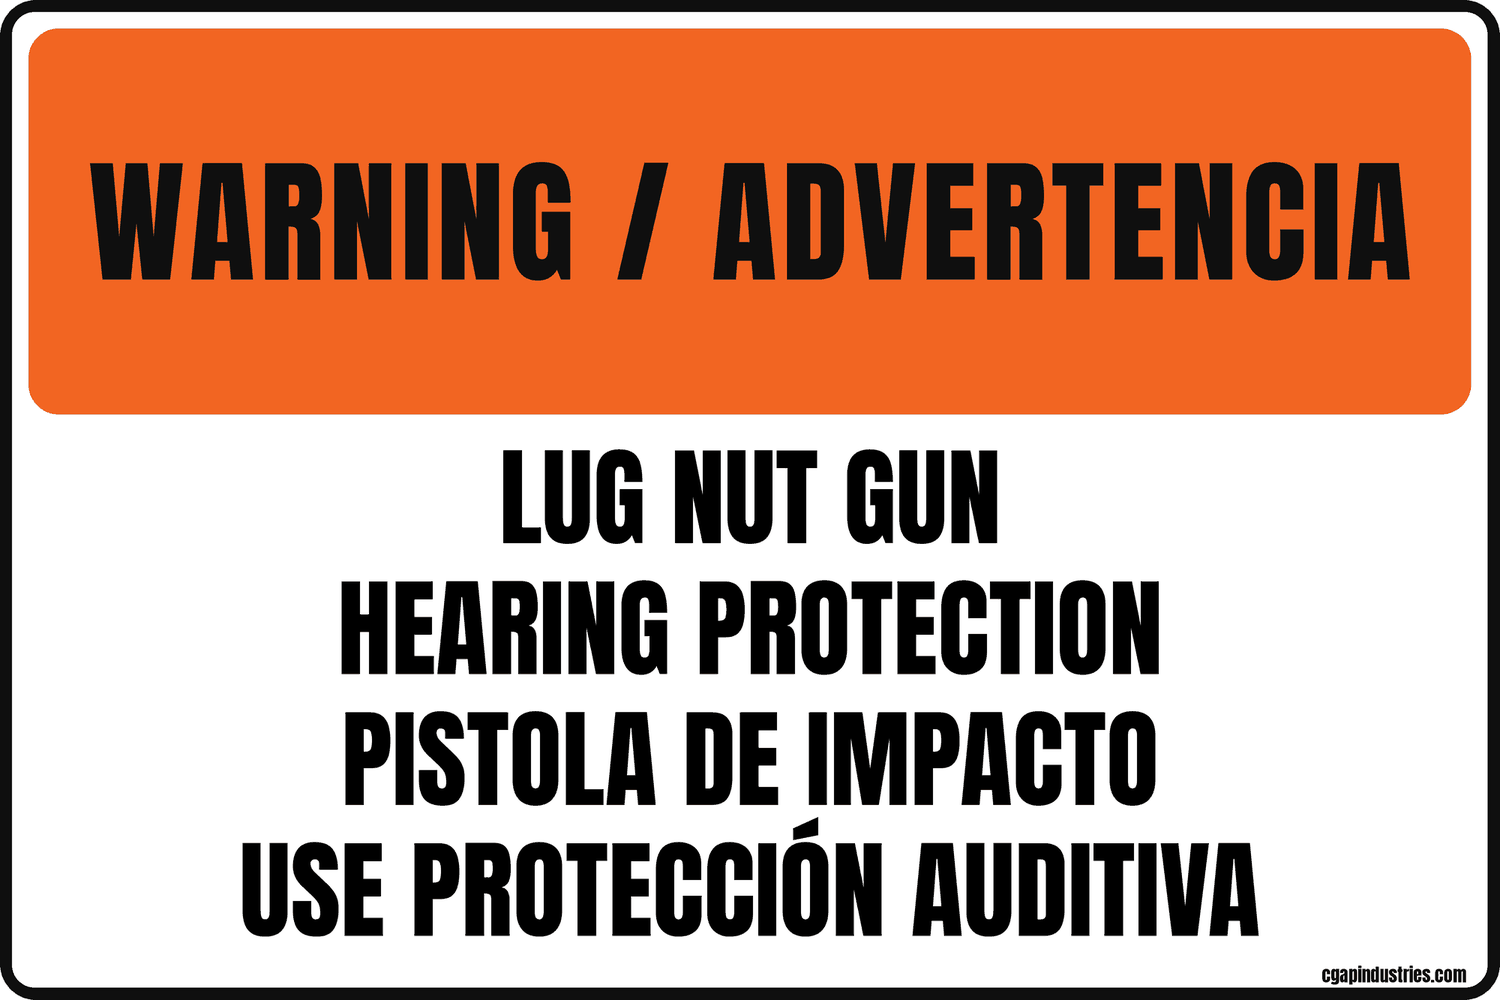 WARNING / ADVERTENCIA
LUG NUT GUN
HEARING PROTECTION
PISTOLA DE IMPACTO
USE PROTECCIÓN AUDITIVA
cgapindustries.com